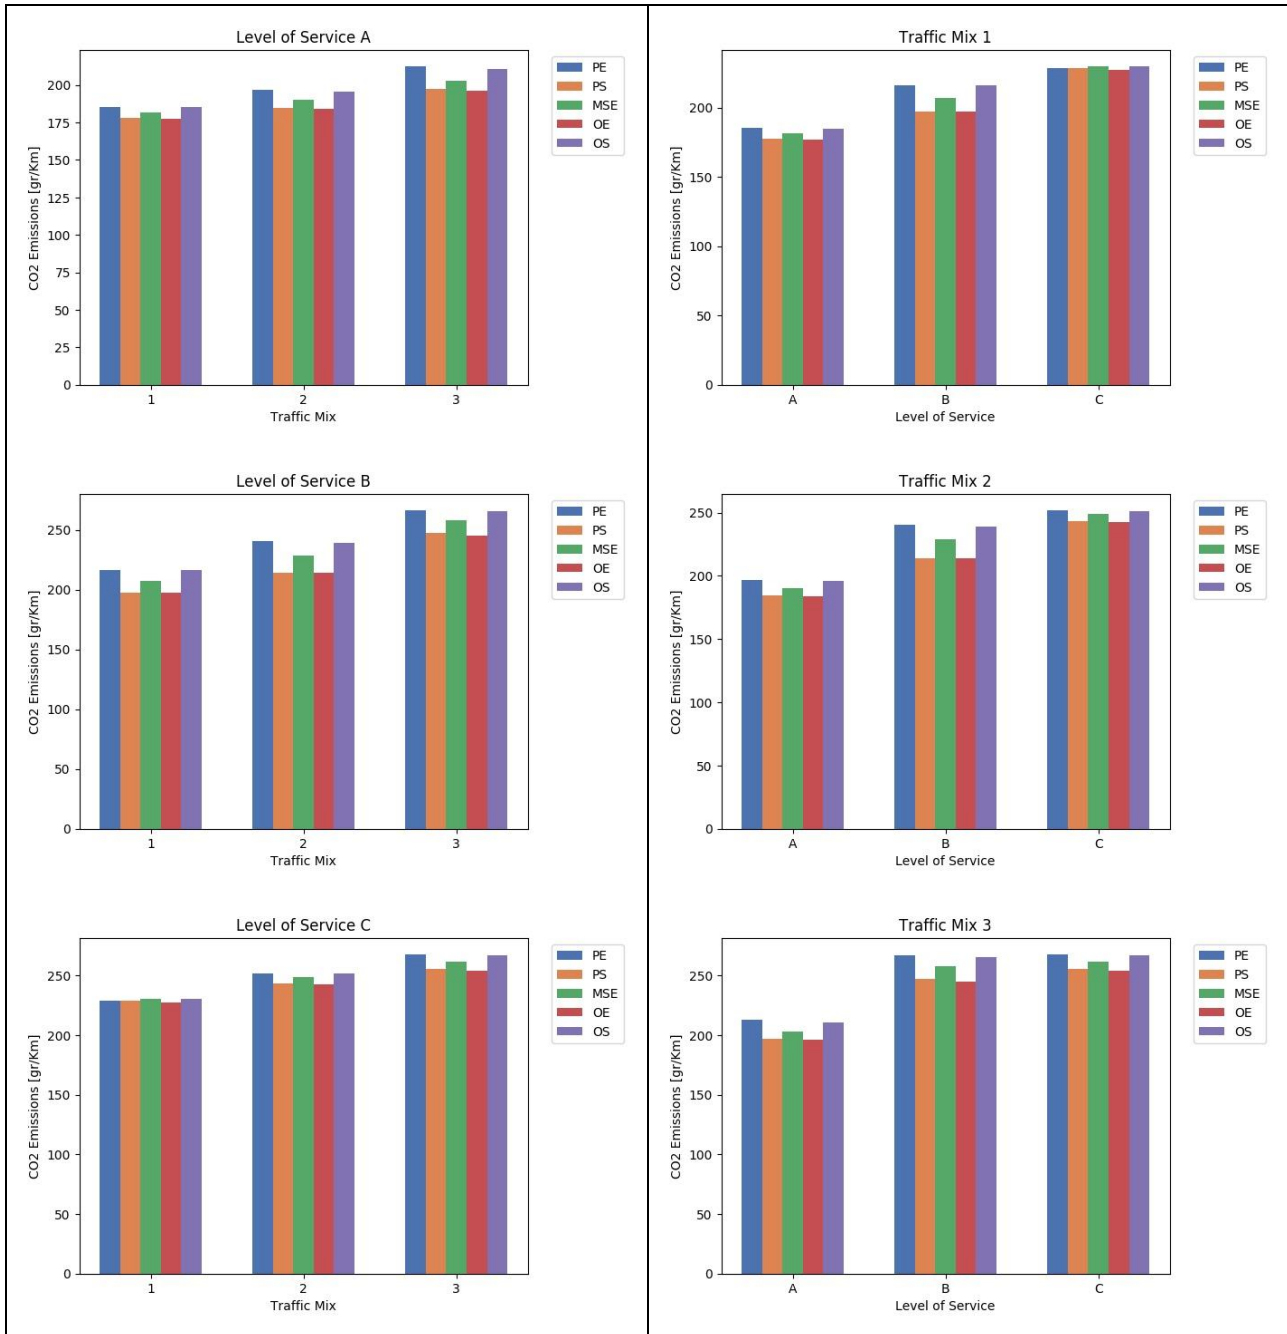 Level of Service A
200
175
150
125
100
75
50
25
0
CO2 Emissions [gr/Km]
1 2 3
Traffic Mix
PE
PS
MSE
OE
OS
Traffic Mix 1
200
150
100
50
0
CO2 Emissions [gr/Km]
A B C
Level of Service
PE
PS
MSE
OE
OS
Level of Service B
250
200
150
100
50
0
CO2 Emissions [gr/Km]
1 2 3
Traffic Mix
PE
PS
MSE
OE
OS
Traffic Mix 2
250
200
150
100
50
0
CO2 Emissions [gr/Km]
A B C
Level of Service
PE
PS
MSE
OE
OS
Level of Service C
250
200
150
100
50
0
CO2 Emissions [gr/Km]
1 2 3
Traffic Mix
PE
PS
MSE
OE
OS
Traffic Mix 3
250
200
150
100
50
0
CO2 Emissions [gr/Km]
A B C
Level of Service
PE
PS
MSE
OE
OS